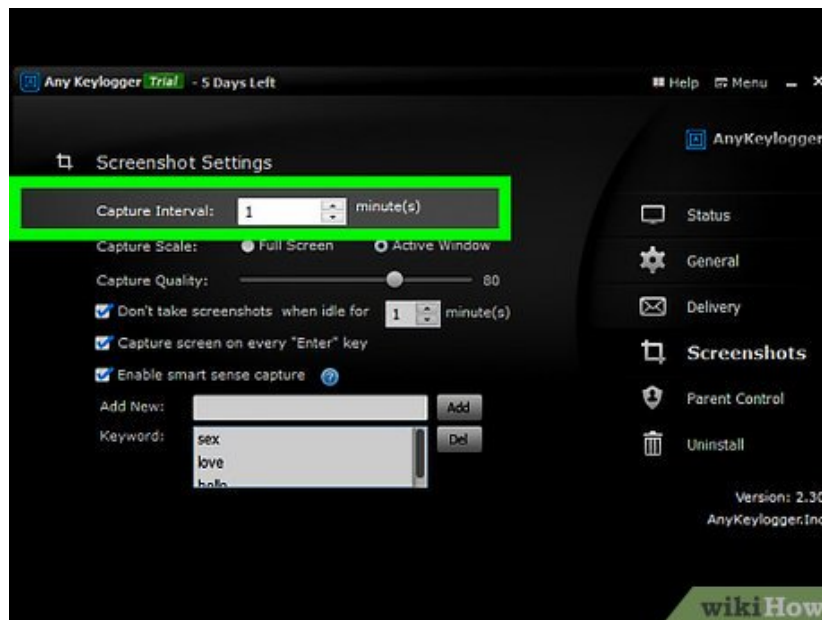 Any Keylogger Trial - 5 Days Left
Help Menu
AnyKeylogger
Screenshot Settings
Capture Interval: 1 minute(s)
Capture Scale: Full Screen Active Window
Capture Quality: 80
Don't take screenshots when idle for 1 minute(s)
Capture screen on every "Enter" key
Enable smart sense capture ?
Add New: Add
Keyword: Del
sex
love
hello
Status
General
Delivery
Screenshots
Parent Control
Uninstall
Version: 2.30
AnyKeylogger.Inc
wikiHow